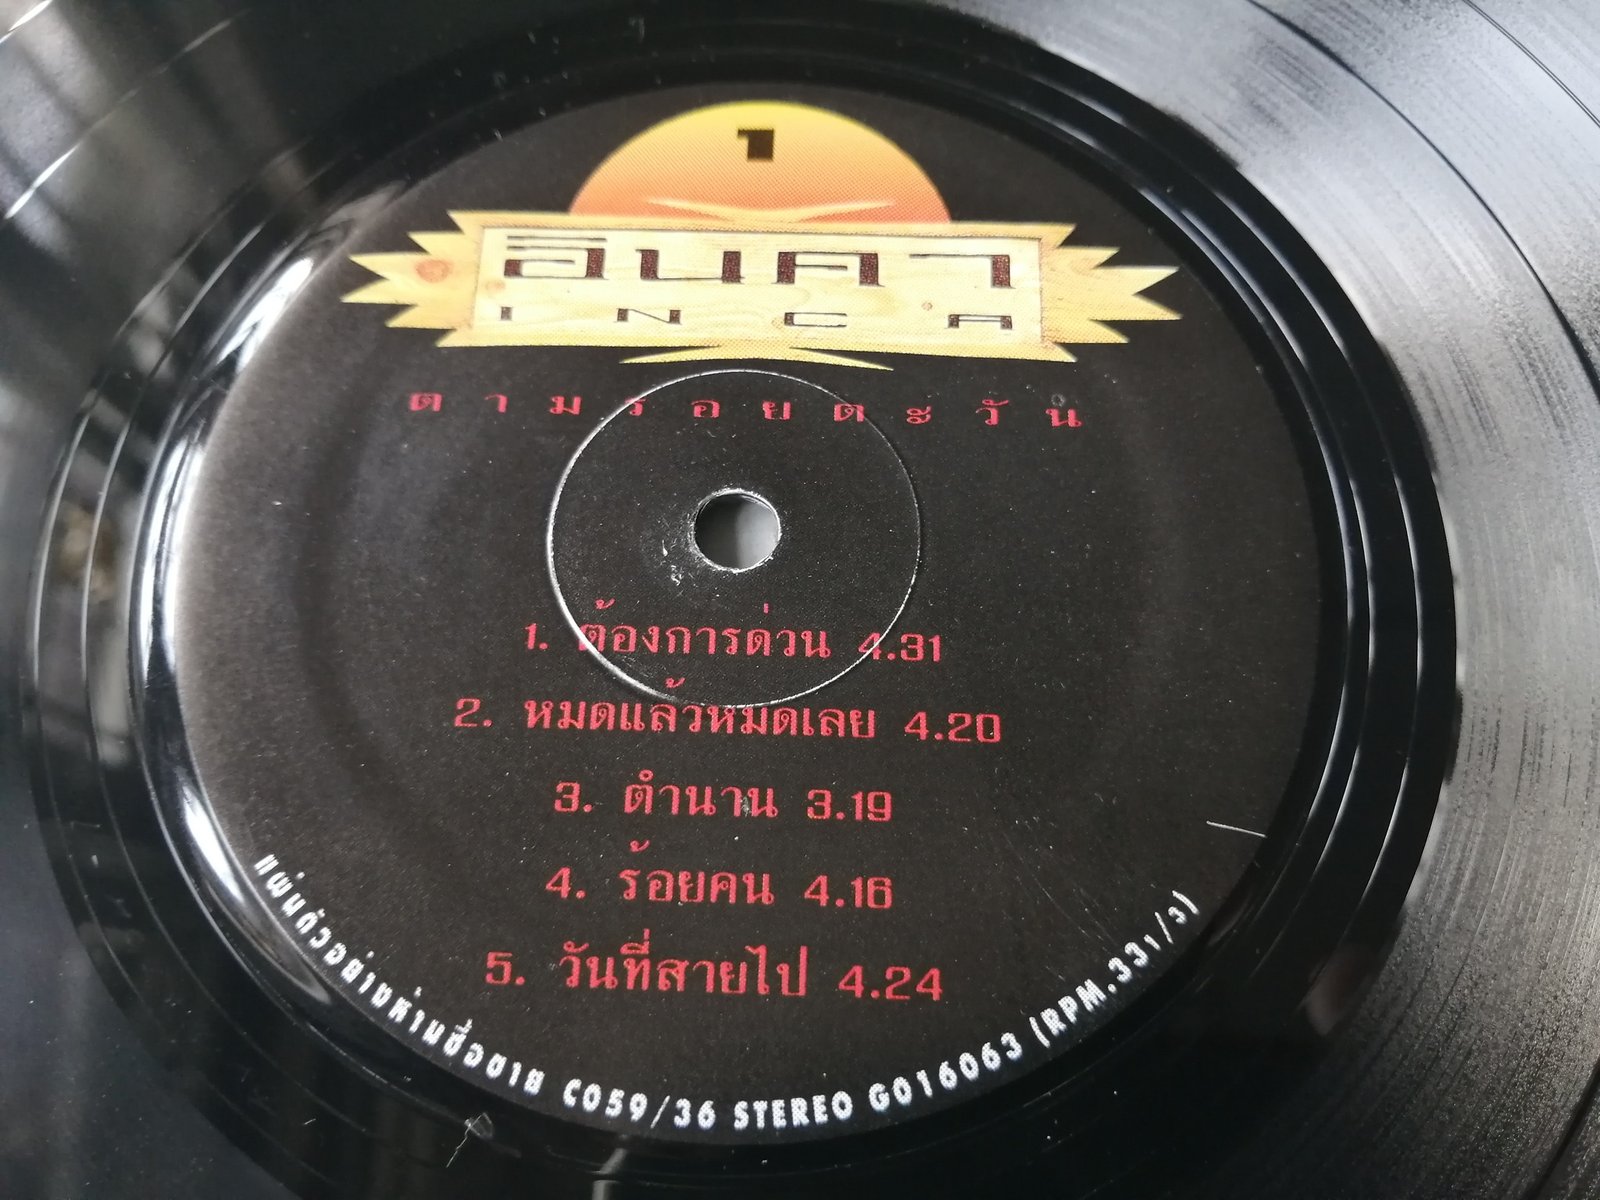 1
อินคา
INCA
ตามรอยตะวัน
1. ต้องการด่วน 4.31
2. หมดแล้วหมดเลย 4.20
3. ตำนาน 3.19
4. ร้อยคน 4.16
5. วันที่สายไป 4.24
แผ่นตัวอย่างห้ามซื้อขาย C059/36 STEREO G016063 (RPM.331/3)